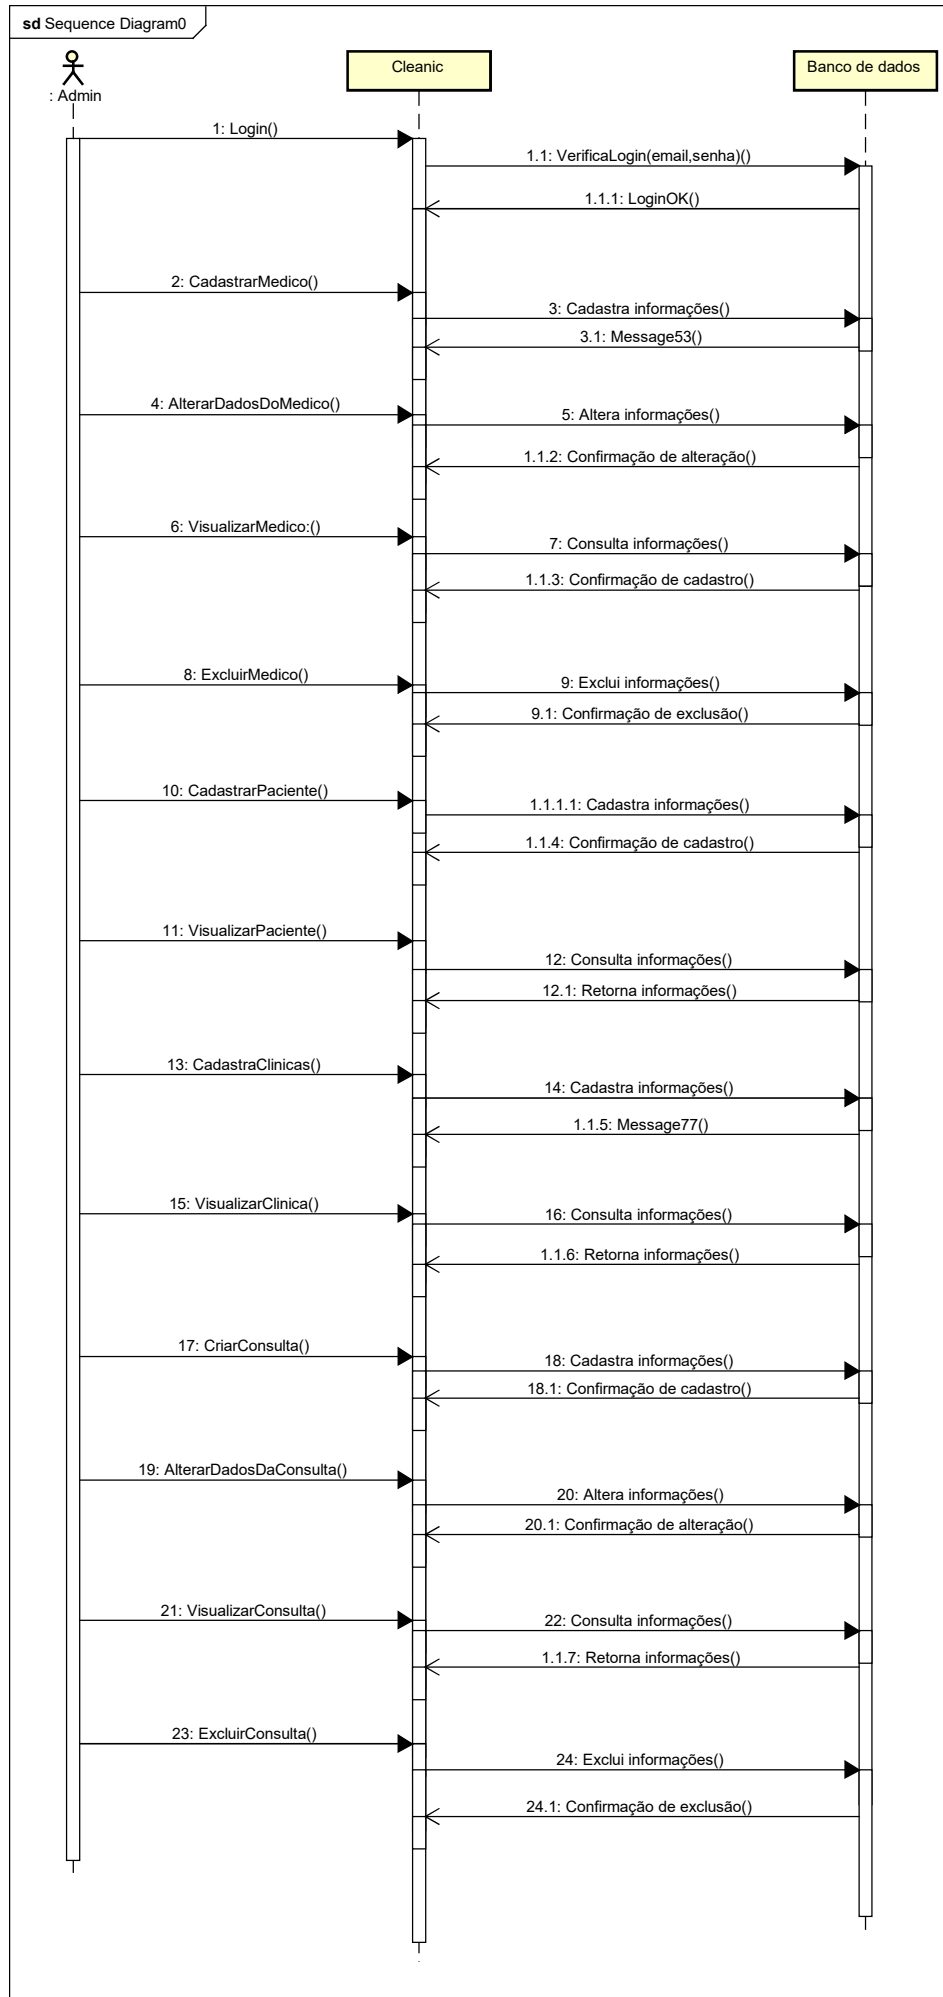 sd Sequence Diagram0
: Admin
Cleanic
Banco de dados
1: Login()
1.1: VerificaLogin(email,senha)()
1.1.1: LoginOK()
2: CadastrarMedico()
3: Cadastra informações()
3.1: Message53()
4: AlterarDadosDoMedico()
5: Altera informações()
1.1.2: Confirmação de alteração()
6: VisualizarMedico:()
7: Consulta informações()
1.1.3: Confirmação de cadastro()
8: ExcluirMedico()
9: Exclui informações()
9.1: Confirmação de exclusão()
10: CadastrarPaciente()
1.1.1.1: Cadastra informações()
1.1.4: Confirmação de cadastro()
11: VisualizarPaciente()
12: Consulta informações()
12.1: Retorna informações()
13: CadastraClinicas()
14: Cadastra informações()
1.1.5: Message77()
15: VisualizarClinica()
16: Consulta informações()
1.1.6: Retorna informações()
17: CriarConsulta()
18: Cadastra informações()
18.1: Confirmação de cadastro()
19: AlterarDadosDaConsulta()
20: Altera informações()
20.1: Confirmação de alteração()
21: VisualizarConsulta()
22: Consulta informações()
1.1.7: Retorna informações()
23: ExcluirConsulta()
24: Exclui informações()
24.1: Confirmação de exclusão()